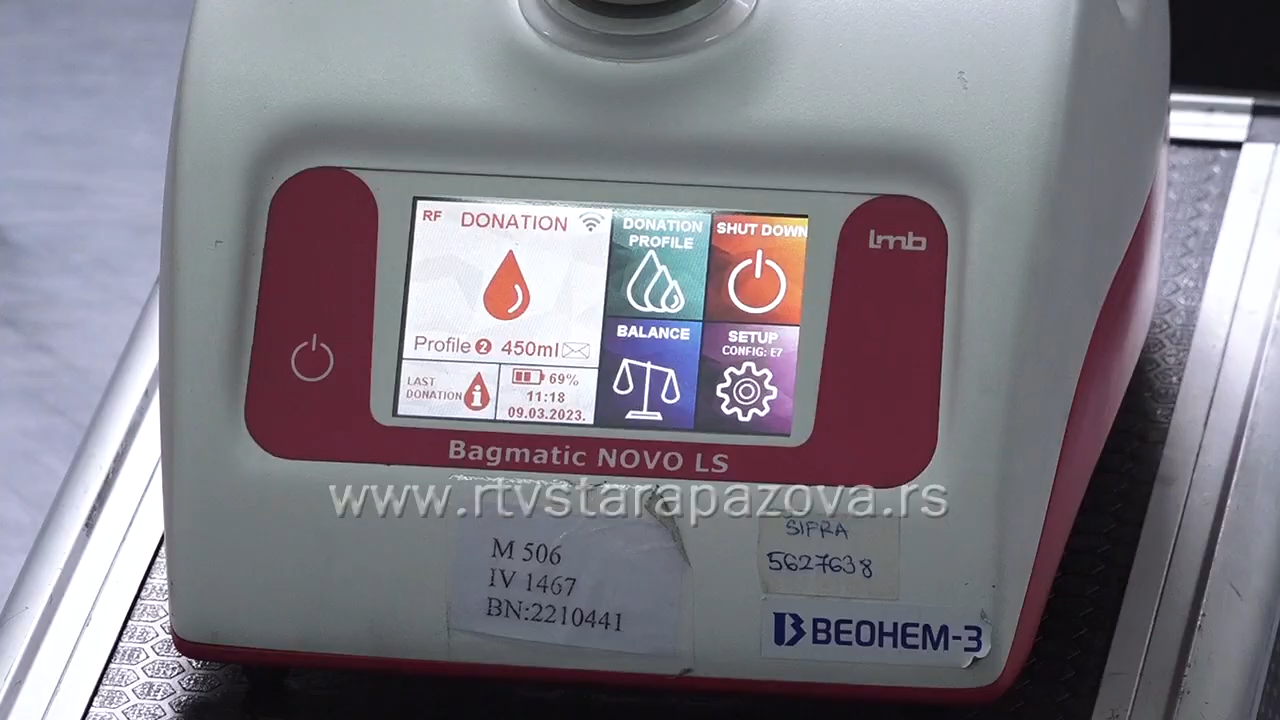 RF DONATION
Profile 2 450ml
LAST
DONATION
69%
11:18
09.03.2023.
DONATION
PROFILE
SHUT DOWN
BALANCE
SETUP
CONFIG: E7
lmb
Bagmatic NOVO LS
www.rtvstarapazova.rs
M 506
IV 1467
BN:2210441
SIFRA
5627638
BEOHEM-3